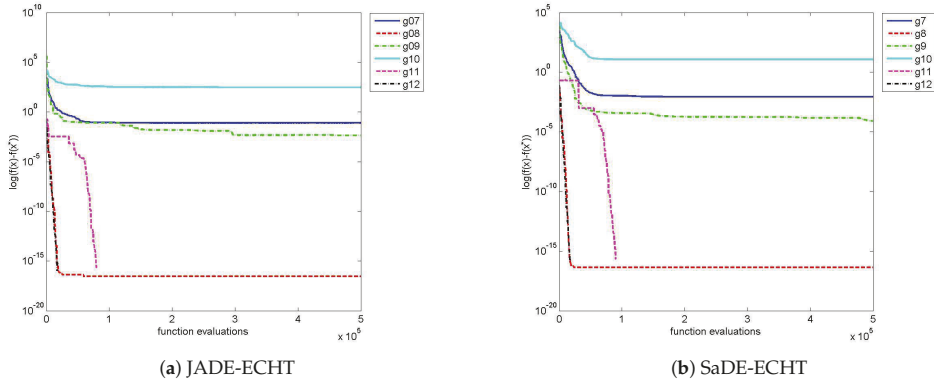 10^10
10^5
10^0
10^-5
10^-10
10^-15
10^-20
log(f(x)-f(x*))
0 1 2 3 4 5
function evaluations
x 10^5
g07
g08
g09
g10
g11
g12
(a) JADE-ECHT
10^5
10^0
10^-5
10^-10
10^-15
10^-20
log(f(x)-f(x*))
0 1 2 3 4 5
function evaluations
x 10^5
g7
g8
g9
g10
g11
g12
(b) SaDE-ECHT